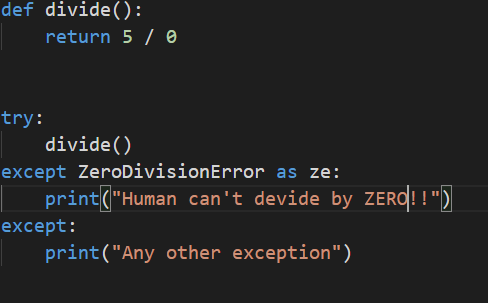 def divide():
    return 5 / 0
try:
    divide()
except ZeroDivisionError as ze:
    print("Human can't devide by ZERO!!")
except:
    print("Any other exception")